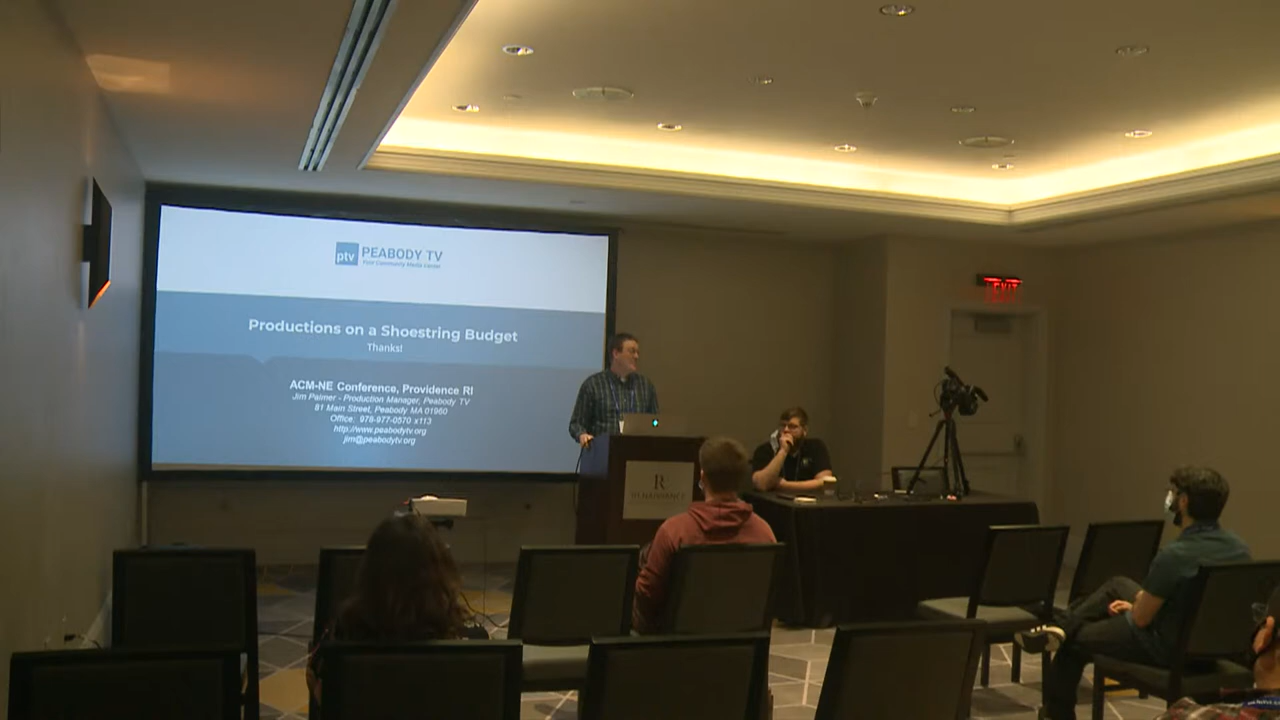 ptv PEABODY TV
Your Community Media Center
Productions on a Shoestring Budget
Thanks!
ACM-NE Conference, Providence RI
Jim Palmer - Production Manager, Peabody TV
81 Main Street, Peabody MA 01960
Office: 978-977-0570 x113
http://www.peabodytv.org
jim@peabodytv.org
EXIT
R
RENAISSANCE